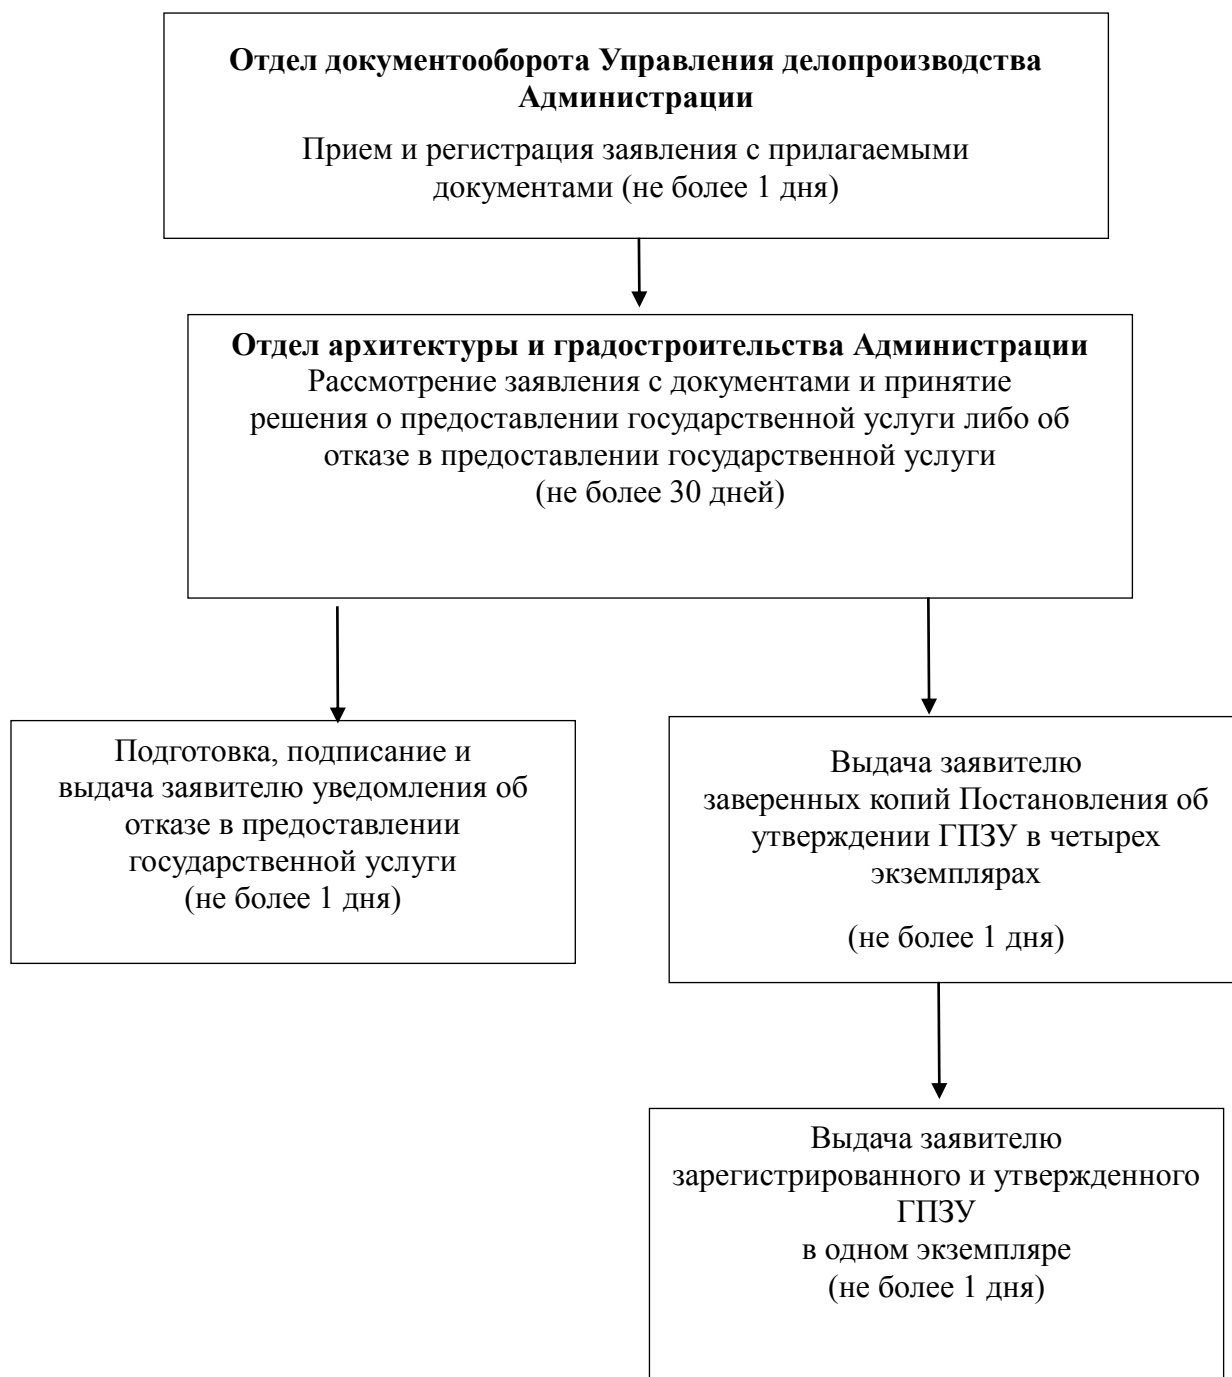 Отдел документооборота Управления делопроизводства
Администрации
Прием и регистрация заявления с прилагаемыми
документами (не более 1 дня)
Отдел архитектуры и градостроительства Администрации
Рассмотрение заявления с документами и принятие
решения о предоставлении государственной услуги либо об
отказе в предоставлении государственной услуги
(не более 30 дней)
Подготовка, подписание и
выдача заявителю уведомления об
отказе в предоставлении
государственной услуги
(не более 1 дня)
Выдача заявителю
заверенных копий Постановления об
утверждении ГПЗУ в четырех
экземплярах
(не более 1 дня)
Выдача заявителю
зарегистрированного и утвержденного
ГПЗУ
в одном экземпляре
(не более 1 дня)